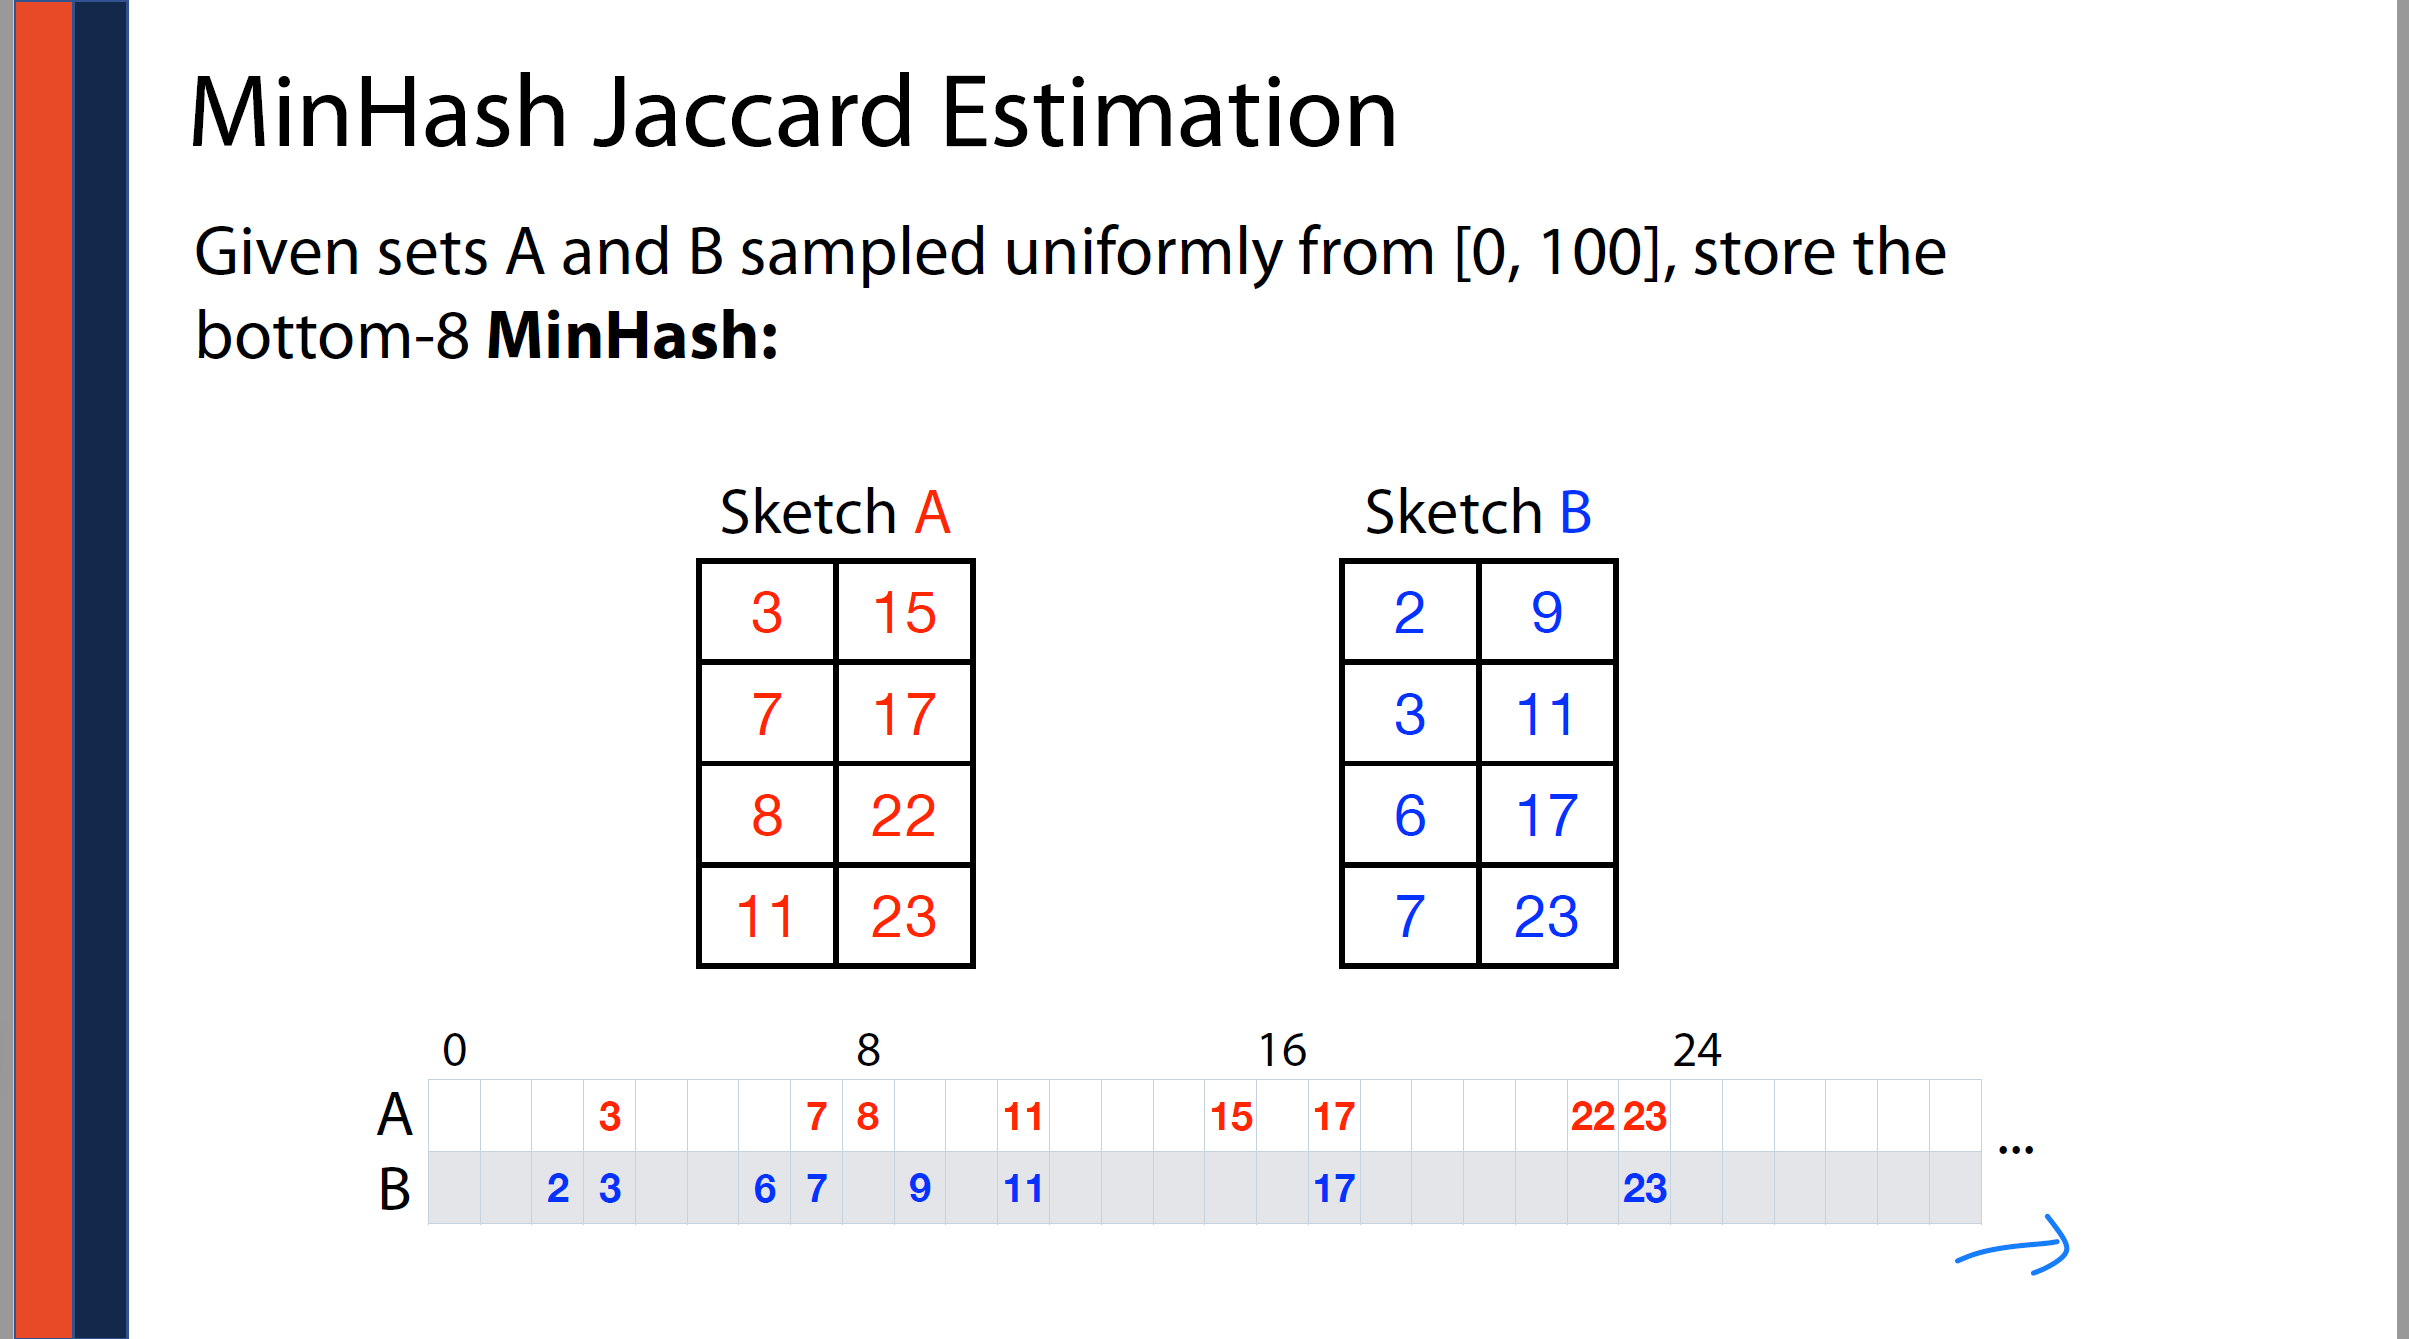 MinHash Jaccard Estimation
Given sets A and B sampled uniformly from [0, 100], store the
bottom-8 MinHash:
Sketch A
3 15
7 17
8 22
11 23
Sketch B
2 9
3 11
6 17
7 23
0 8 16 24
A 3 7 8 11 15 17 22 23
B 2 3 6 7 9 11 17 23
...